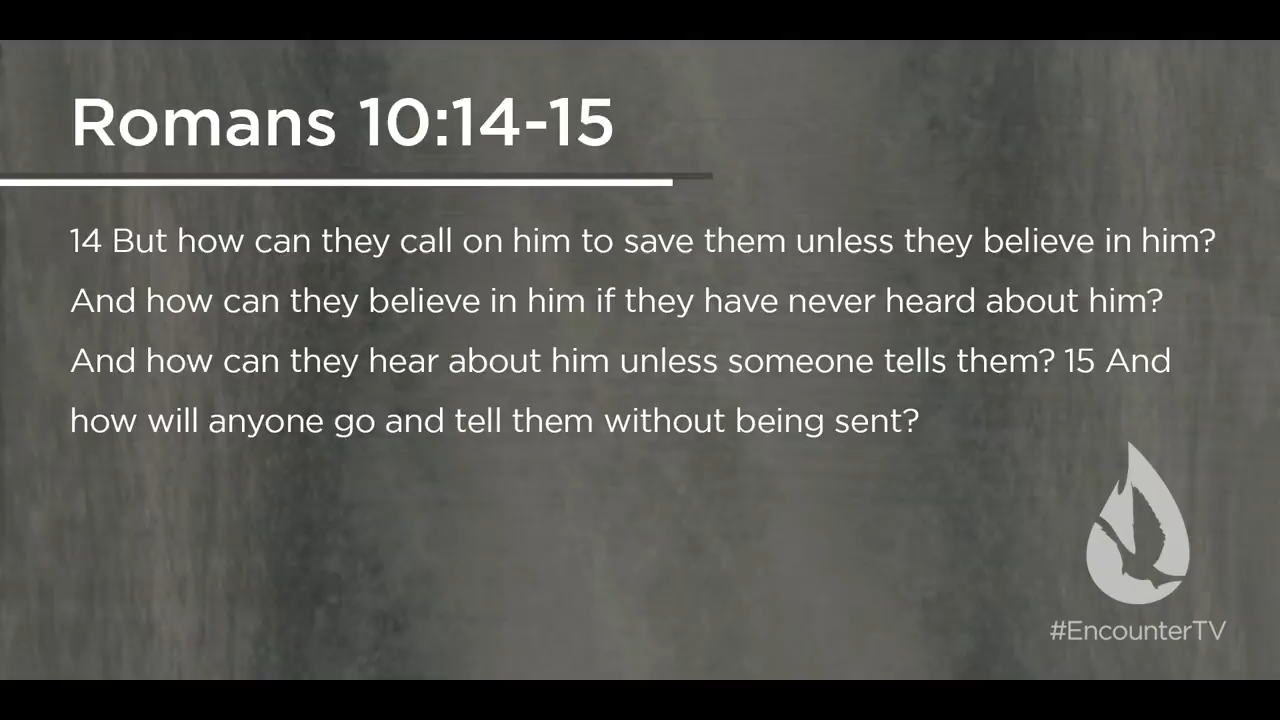 Romans 10:14-15
14 But how can they call on him to save them unless they believe in him?
And how can they believe in him if they have never heard about him?
And how can they hear about him unless someone tells them? 15 And
how will anyone go and tell them without being sent?
#EncounterTV